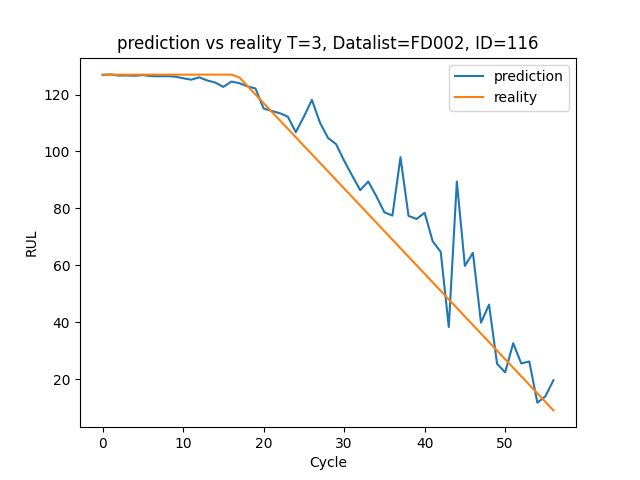 prediction vs reality T=3, Datalist=FD002, ID=116
prediction
reality
RUL
120
100
80
60
40
20
0 10 20 30 40 50
Cycle